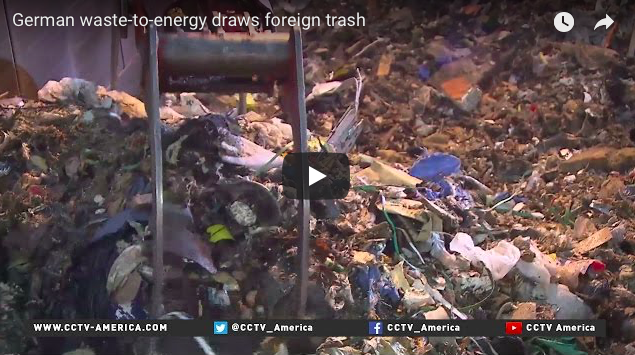 German waste-to-energy draws foreign trash
WWW.CCTV-AMERICA.COM @CCTV_America CCTV_America CCTV America